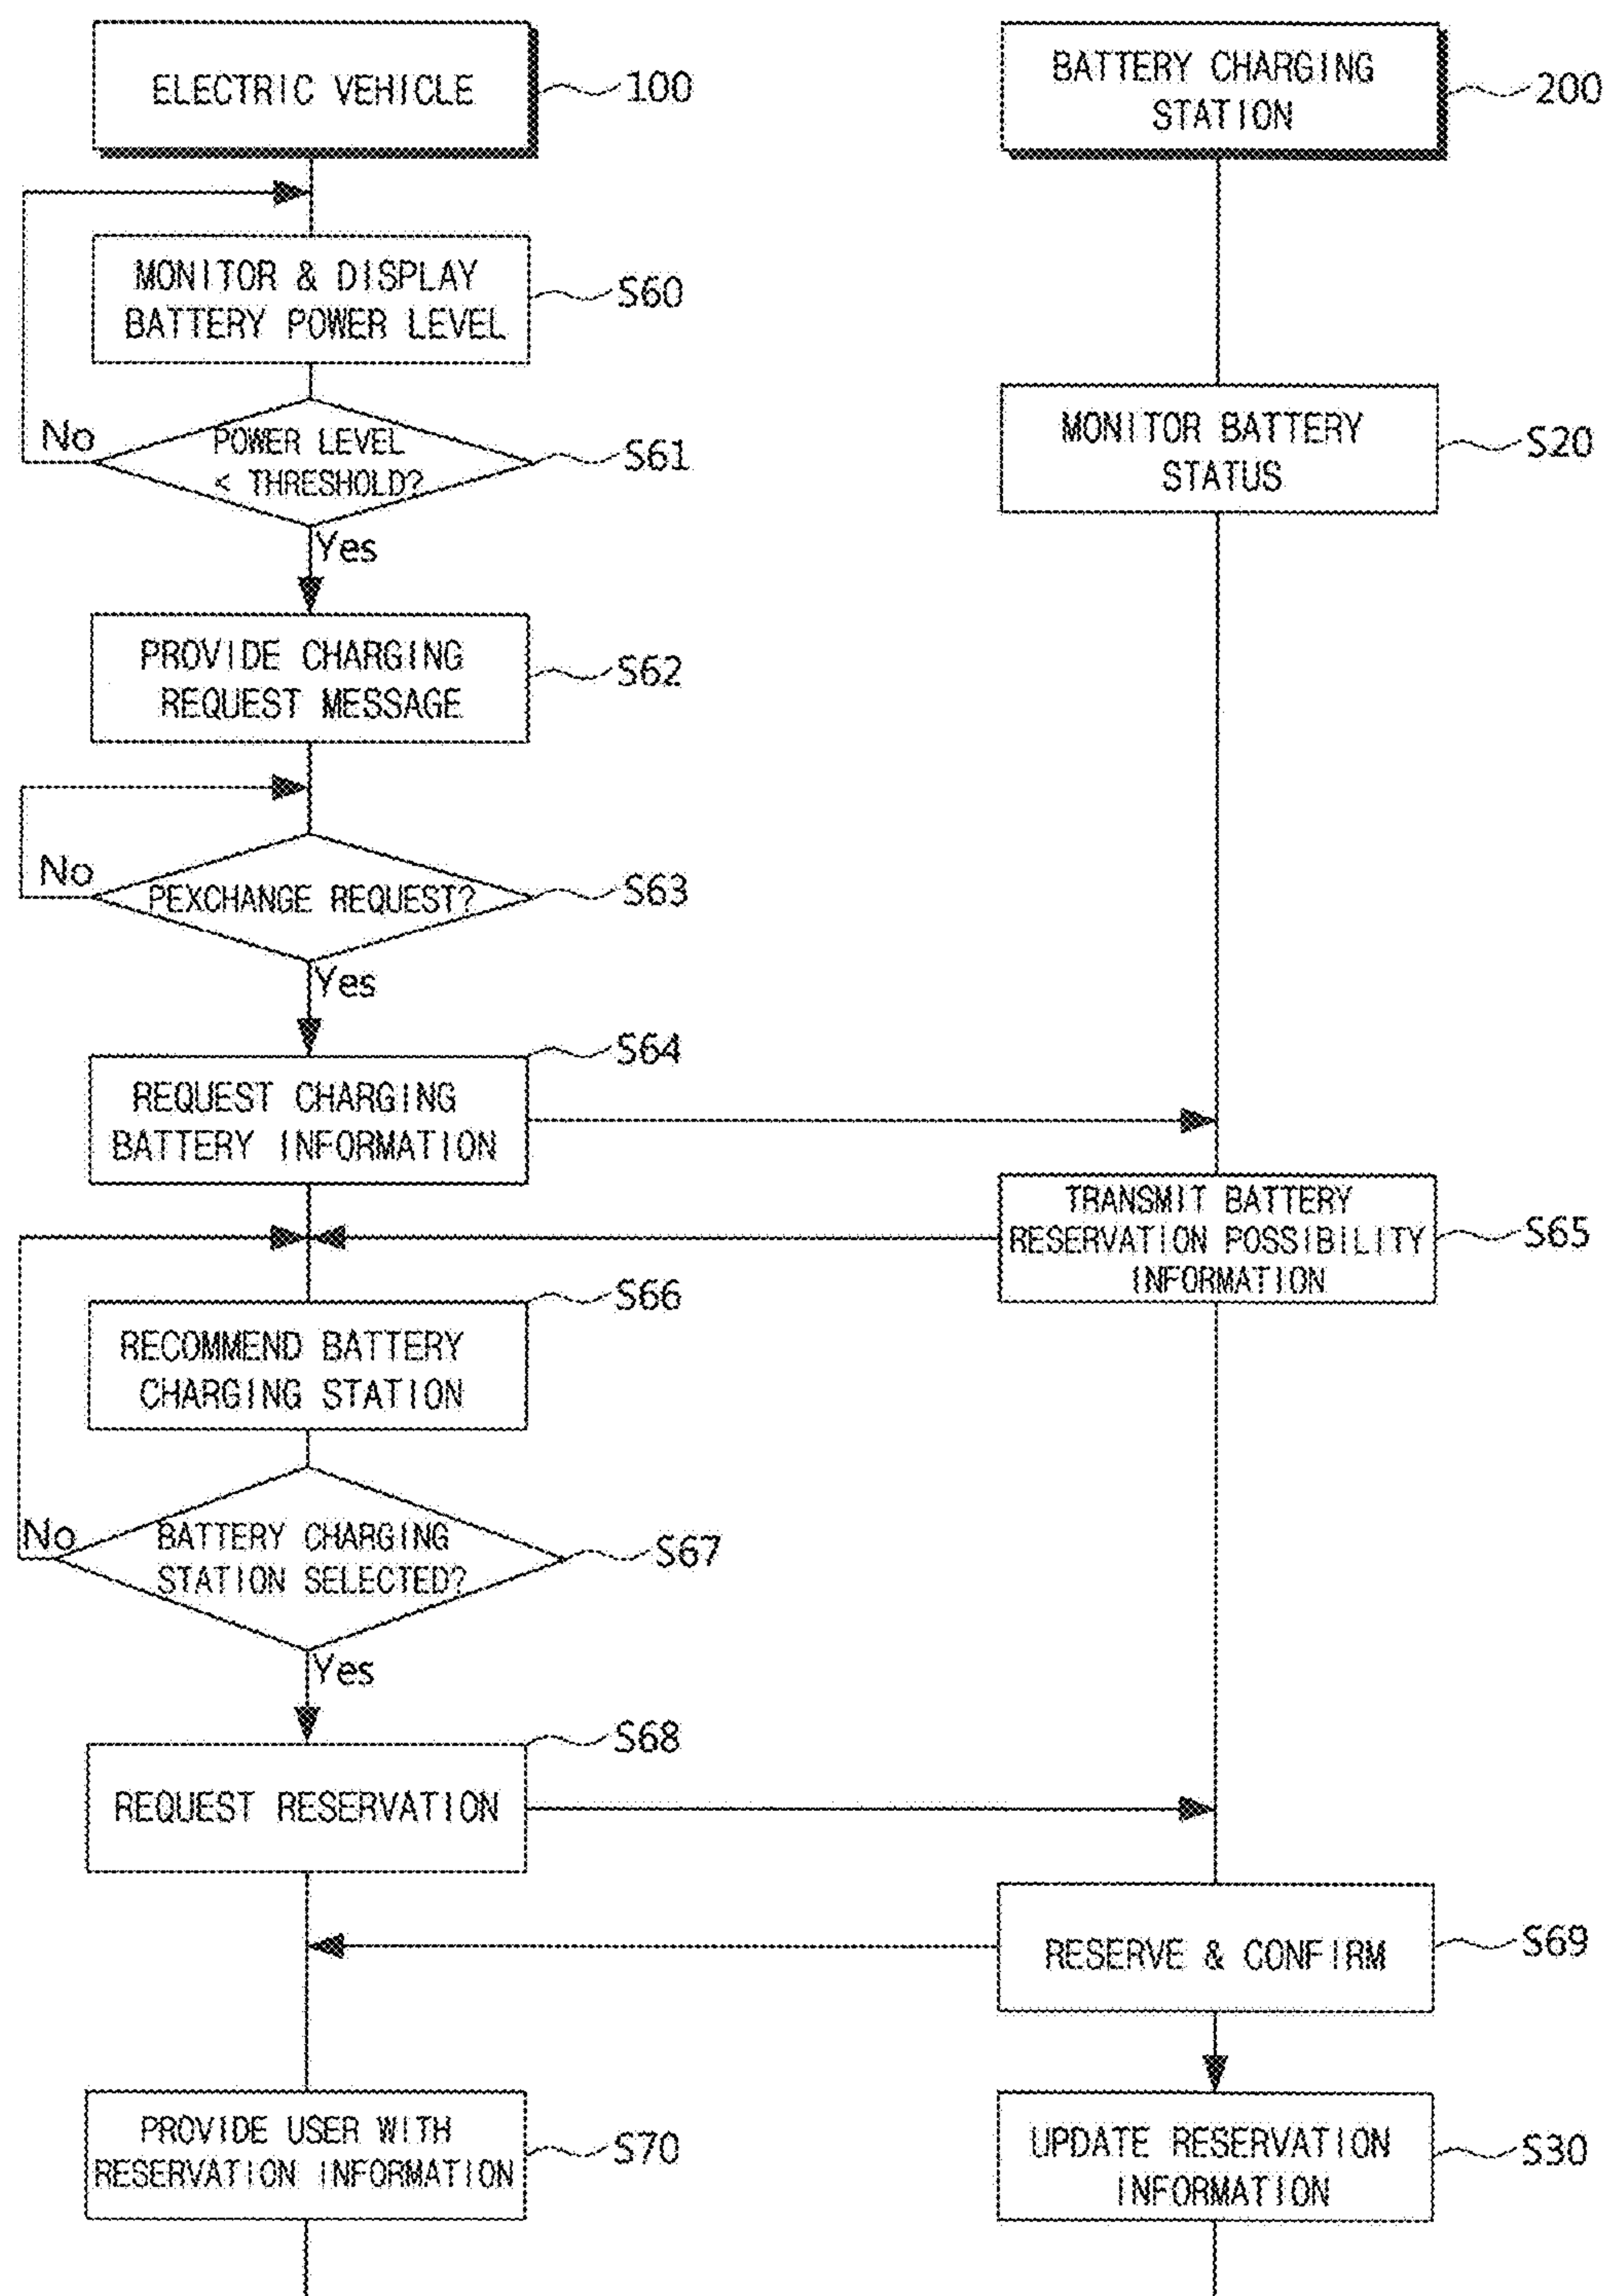 ELECTRIC VEHICLE
100
BATTERY CHARGING
STATION
200
MONITOR & DISPLAY
BATTERY POWER LEVEL
S60
No
POWER LEVEL
< THRESHOLD?
S61
MONITOR BATTERY
STATUS
S20
Yes
PROVIDE CHARGING
REQUEST MESSAGE
S62
No
PEXCHANGE REQUEST?
S63
Yes
S64
REQUEST CHARGING
BATTERY INFORMATION
TRANSMIT BATTERY
RESERVATION POSSIBILITY
INFORMATION
S65
S66
RECOMMEND BATTERY
CHARGING STATION
No
BATTERY CHARGING
STATION SELECTED?
S67
Yes
S68
REQUEST RESERVATION
RESERVE & CONFIRM
S69
PROVIDE USER WITH
RESERVATION INFORMATION
S70
UPDATE RESERVATION
INFORMATION
S30